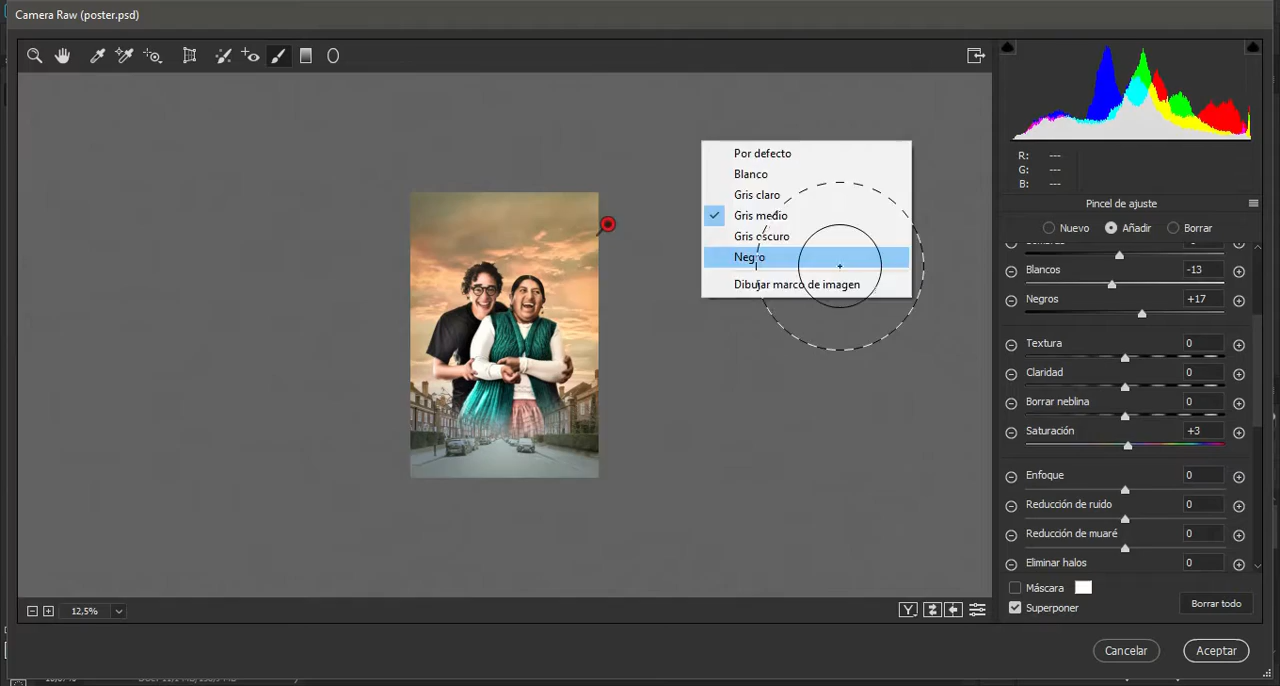 Camera Raw (poster.psd)
Por defecto
Blanco
Gris claro
Gris medio
Gris oscuro
Negro
Dibujar marco de imagen
R: ---
G: ---
B: ---
Pincel de ajuste
Nuevo
Añadir
Borrar
Blancos -13
Negros +17
Textura 0
Claridad 0
Borrar neblina 0
Saturación +3
Enfoque 0
Reducción de ruido 0
Reducción de muaré 0
Eliminar halos 0
Máscara
Superponer
Borrar todo
12,5%
Y
Cancelar
Aceptar